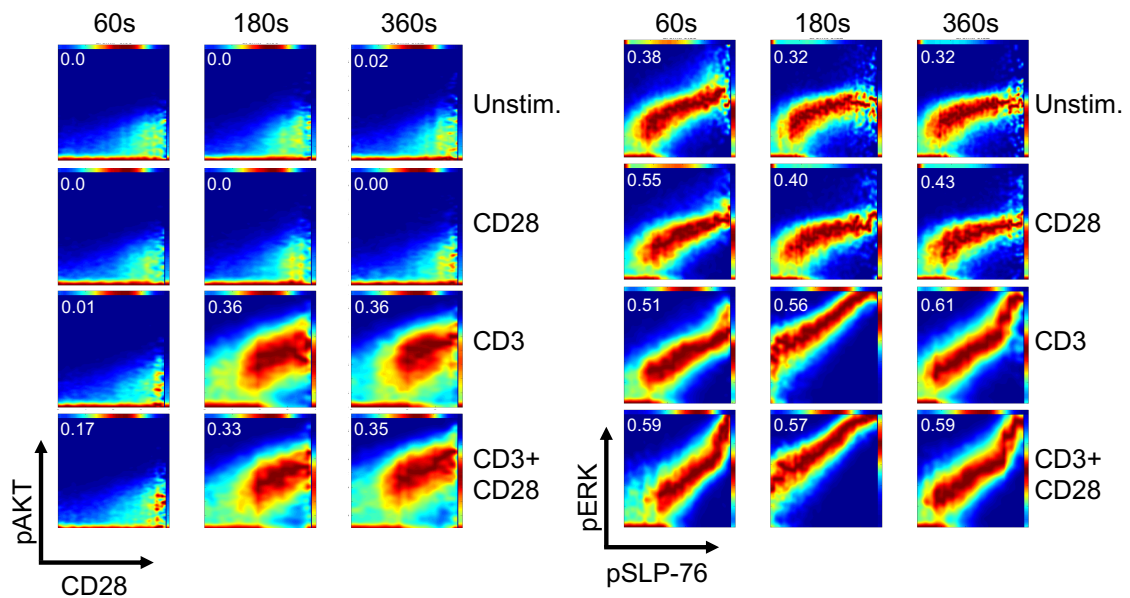 60s 180s 360s
0.0 0.0 0.02 Unstim.
0.0 0.0 0.00 CD28
0.01 0.36 0.36 CD3
0.17 0.33 0.35 CD3+
CD28
pAKT
CD28
60s 180s 360s
0.38 0.32 0.32 Unstim.
0.55 0.40 0.43 CD28
0.51 0.56 0.61 CD3
0.59 0.57 0.59 CD3+
CD28
pERK
pSLP-76